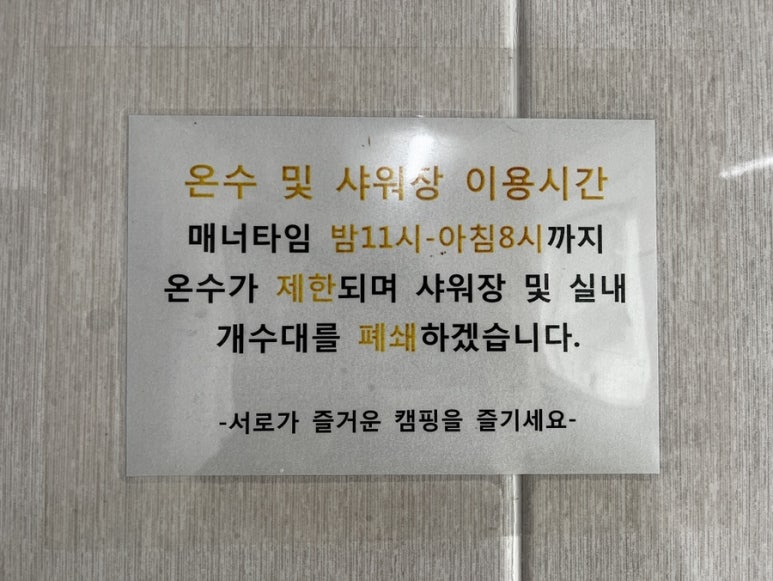 온수 및 샤워장 이용시간
매너타임 밤11시-아침8시까지
온수가 제한되며 샤워장 및 실내
개수대를 폐쇄하겠습니다.
-서로가 즐거운 캠핑을 즐기세요-